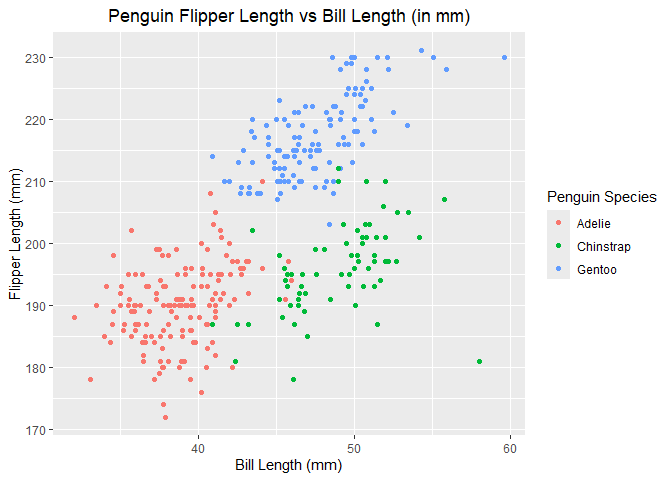 Penguin Flipper Length vs Bill Length (in mm)
Flipper Length (mm)
230
220
210
200
190
180
170
40
50
60
Bill Length (mm)
Penguin Species
Adelie
Chinstrap
Gentoo